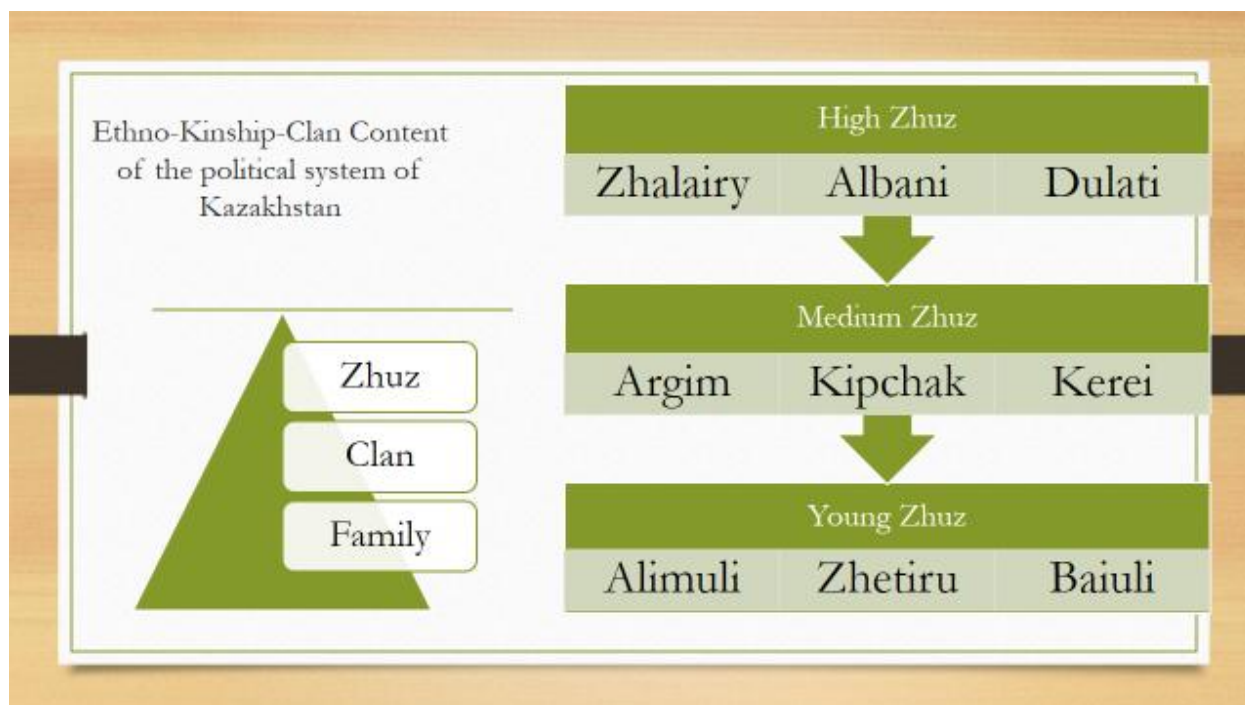 Ethno-Kinship-Clan Content
of the political system of
Kazakhstan
Zhuz
Clan
Family
High Zhuz
Zhalairy Albani Dulati
Medium Zhuz
Argim Kipchak Kerei
Young Zhuz
Alimuli Zhetiru Baiuli